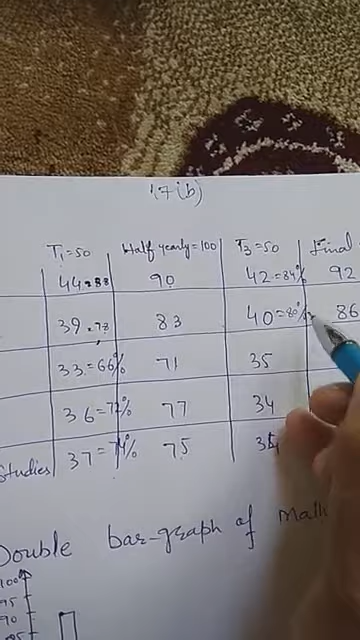 17(b)
T1=50 Half yearly=100 T3=50 Final
44=88 90 42=84% 92
39=78 83 40=80% 86
33=66% 71 35
36=72% 77 34
Studies 37=74% 75
Double bar-graph of Math
100
95
90